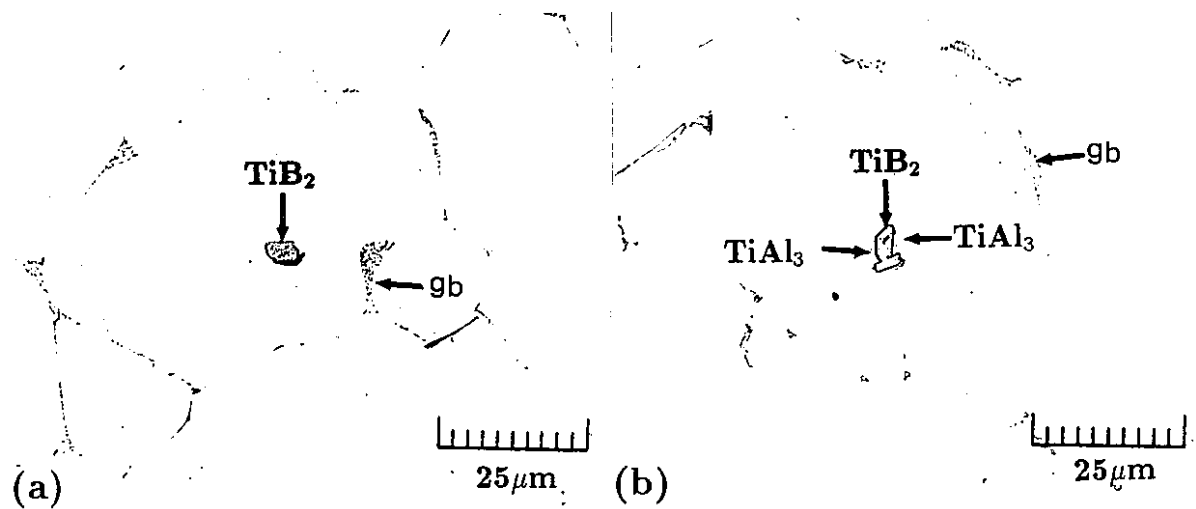 TiB₂
gb
25μm
(a)
TiB₂
gb
TiAl₃
TiAl₃
25μm
(b)